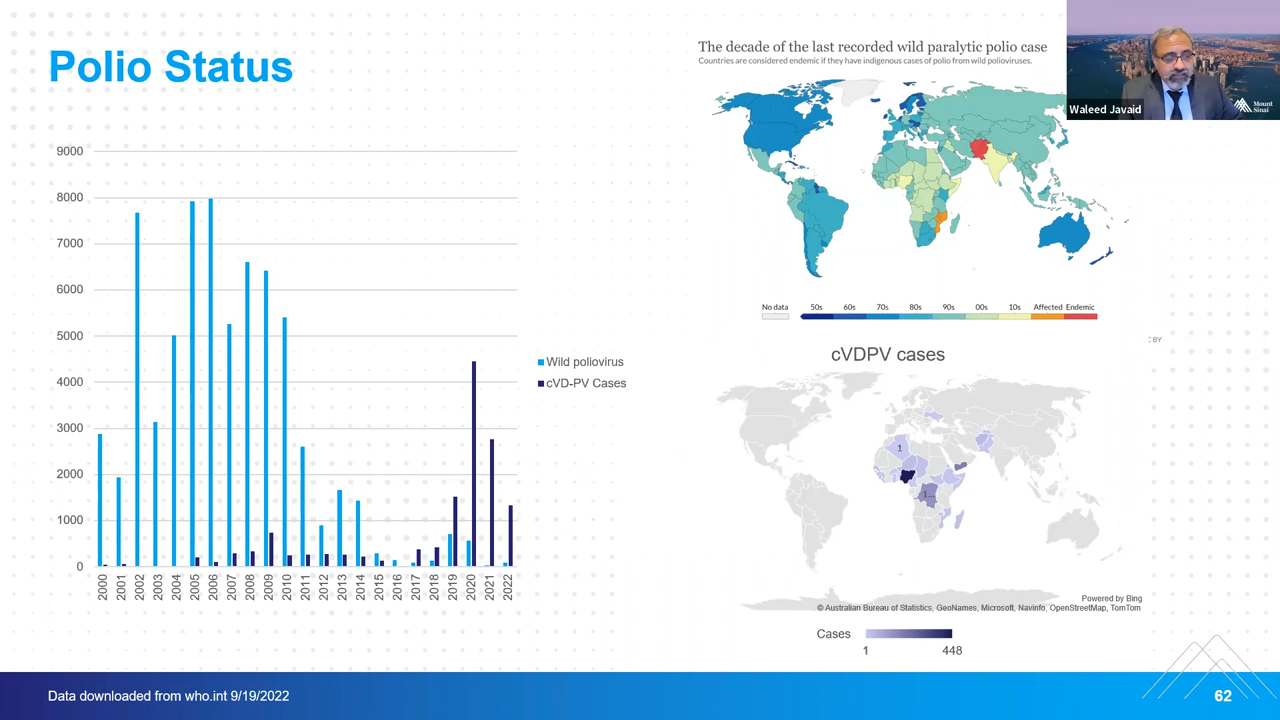 Polio Status
9000
8000
7000
6000
5000
4000
3000
2000
1000
0
2000
2001
2002
2003
2004
2005
2006
2007
2008
2009
2010
2011
2012
2013
2014
2015
2016
2017
2018
2019
2020
2021
2022
Wild poliovirus
cVD-PV Cases
The decade of the last recorded wild paralytic polio case
Countries are considered endemic if they have indigenous cases of polio from wild polioviruses.
No data 50s 60s 70s 80s 90s 00s 10s Affected Endemic
BY
cVDPV cases
1
1...
Powered by Bing
© Australian Bureau of Statistics, GeoNames, Microsoft, Navinfo, OpenStreetMap, TomTom
Cases
1 448
Waleed Javaid
Mount
Sinai
Data downloaded from who.int 9/19/2022
62